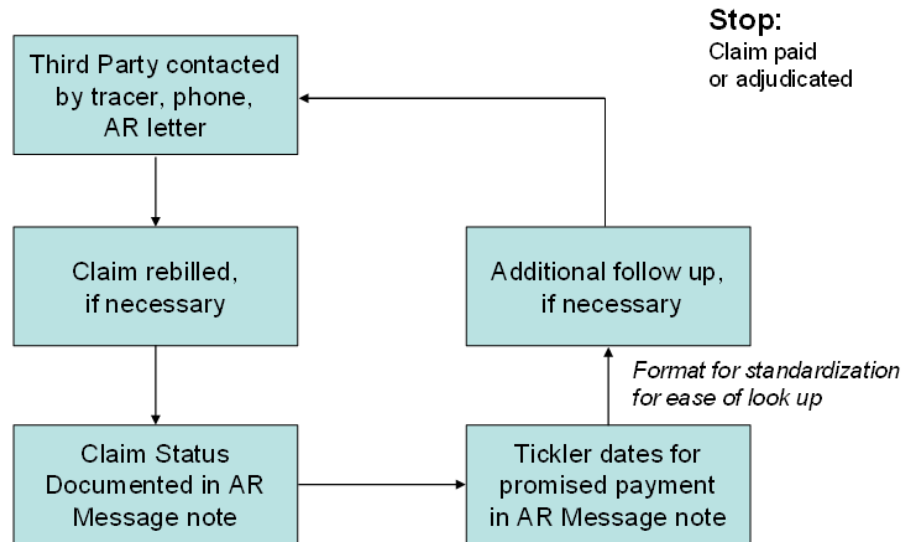 Stop:
Claim paid
or adjudicated
Third Party contacted
by tracer, phone,
AR letter
Claim rebilled,
if necessary
Additional follow up,
if necessary
Format for standardization
for ease of look up
Claim Status
Documented in AR
Message note
Tickler dates for
promised payment
in AR Message note